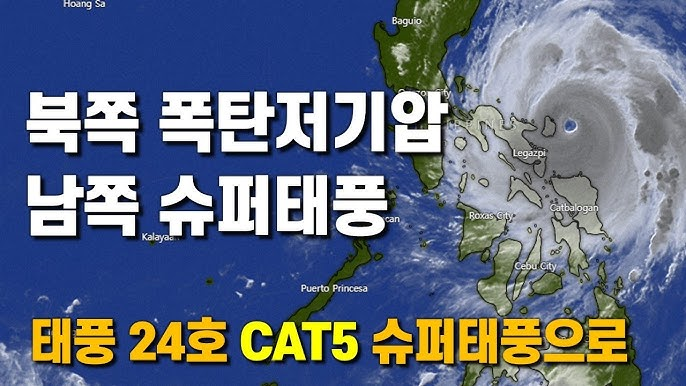 Hoang Sa
Baguio
북쪽 폭탄저기압
Legazpi
남쪽 슈퍼태풍
Catbalogan
Roxas City
Kalayaan
Cebu City
Puerto Princesa
태풍 24호 CAT5 슈퍼태풍으로